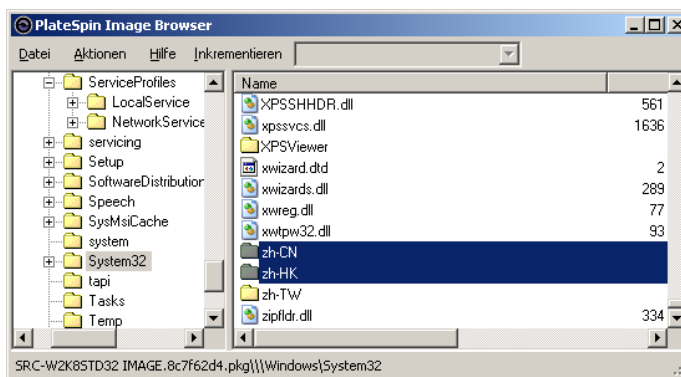 PlateSpin Image Browser
Datei Aktionen Hilfe Inkrementieren
ServiceProfiles
LocalService
NetworkService
servicing
Setup
SoftwareDistribution
Speech
SysMsiCache
system
System32
tapi
Tasks
Temp
Name
XPSSHHDR.dll 561
xpssvcs.dll 1636
XPSViewer
xwizard.dtd 2
xwizards.dll 289
xwreg.dll 77
xwtpw32.dll 93
zh-CN
zh-HK
zh-TW
zipfldr.dll 334
SRC-W2K8STD32 IMAGE.8c7f62d4.pkg\\\Windows\System32